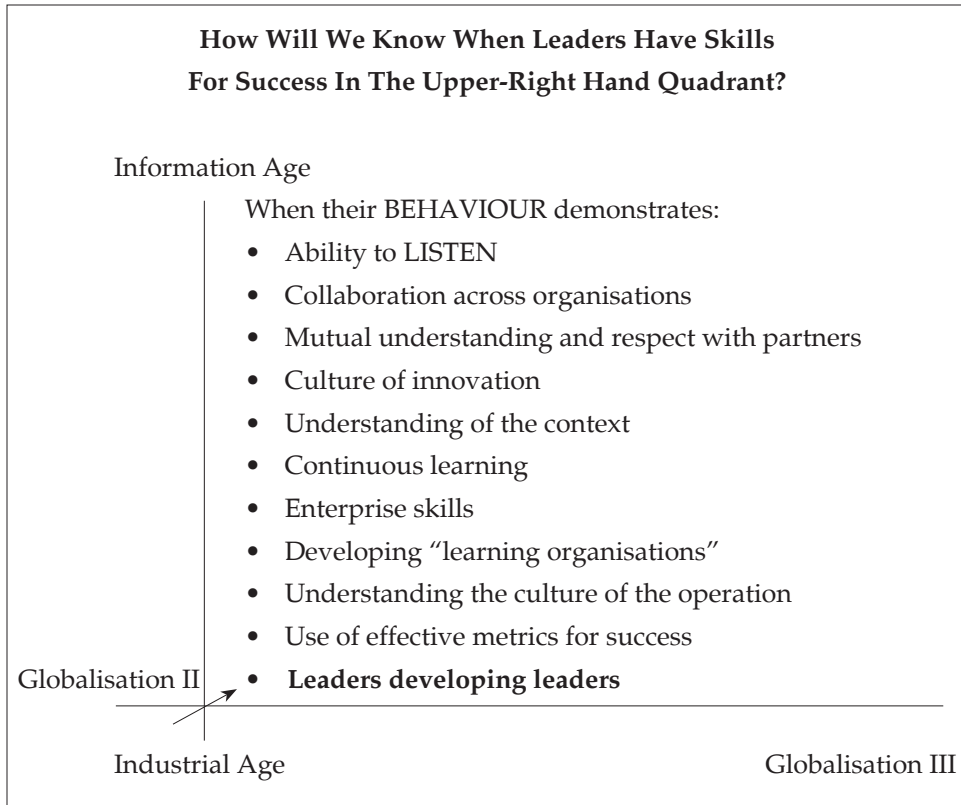 How Will We Know When Leaders Have Skills
For Success In The Upper-Right Hand Quadrant?
Information Age
When their BEHAVIOUR demonstrates:
• Ability to LISTEN
• Collaboration across organisations
• Mutual understanding and respect with partners
• Culture of innovation
• Understanding of the context
• Continuous learning
• Enterprise skills
• Developing “learning organisations”
• Understanding the culture of the operation
• Use of effective metrics for success
Globalisation II
• Leaders developing leaders
Industrial Age
Globalisation III